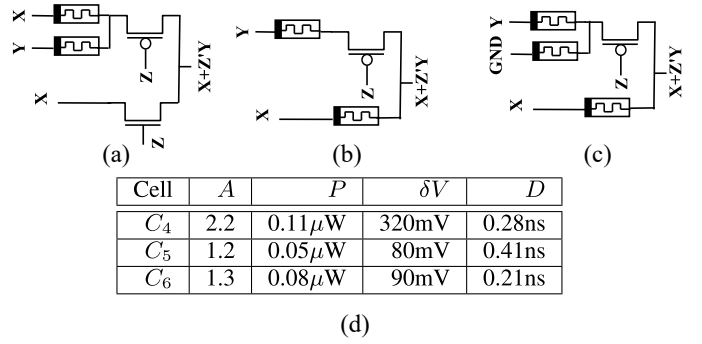 X
Y
Z
X
Z
X+Z'Y
(a)
Y
Z
X
X+Z'Y
(b)
Y
GND
Z
X
X+Z'Y
(c)
Cell A P δV D
C₄ 2.2 0.11μW 320mV 0.28ns
C₅ 1.2 0.05μW 80mV 0.41ns
C₆ 1.3 0.08μW 90mV 0.21ns
(d)